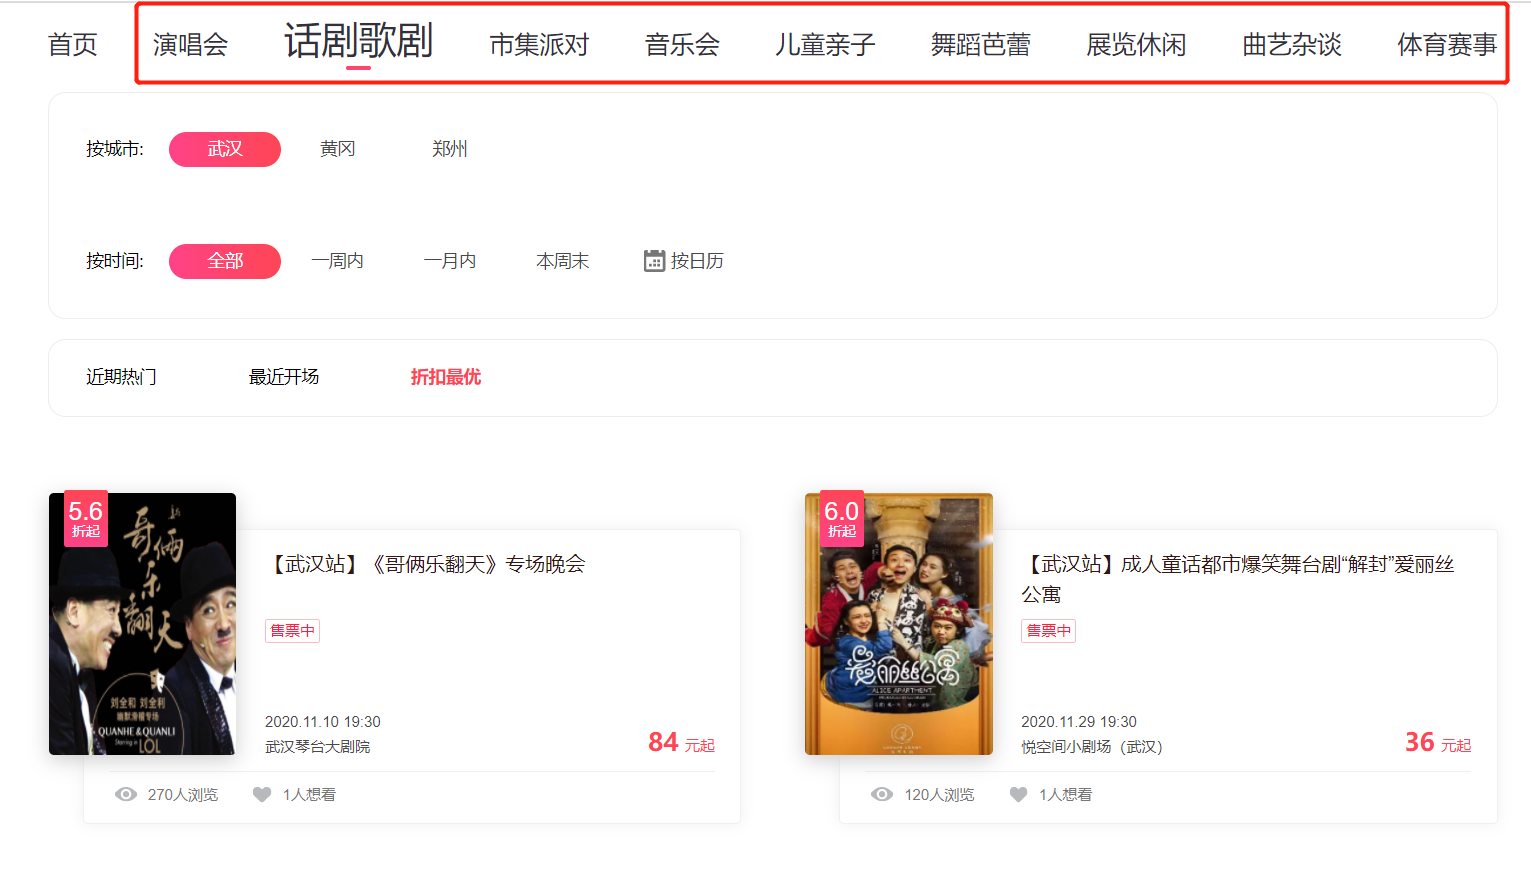 首页 演唱会 话剧歌剧 市集派对 音乐会 儿童亲子 舞蹈芭蕾 展览休闲 曲艺杂谈 体育赛事
按城市: 武汉 黄冈 郑州
按时间: 全部 一周内 一月内 本周末 按日历
近期热门 最近开场 折扣最优
5.6
折起
哥俩乐翻天
刘全和 刘全利
幽默滑稽专场
QUANHE & QUANLI
Starring in LOL
【武汉站】《哥俩乐翻天》专场晚会
售票中
2020.11.10 19:30
武汉琴台大剧院
84 元起
270人浏览 1人想看
6.0
折起
爱丽丝公寓
ALICE APARTMENT
【武汉站】成人童话都市爆笑舞台剧“解封”爱丽丝
公寓
售票中
2020.11.29 19:30
悦空间小剧场（武汉）
36 元起
120人浏览 1人想看